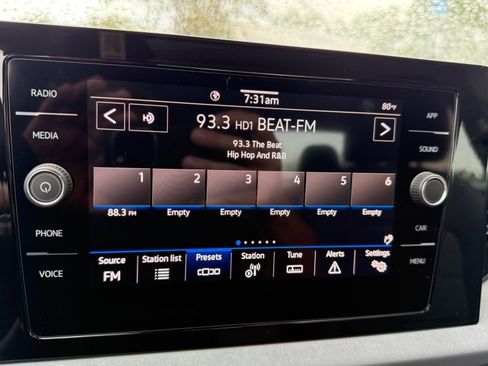 RADIO
MEDIA
PHONE
VOICE
7:31am
80°F
93.3 HD1 BEAT-FM
93.3 The Beat
Hip Hop And R&B
1 2 3 4 5 6
88.3 FM Empty Empty Empty Empty Empty
Source Station list Presets Station Tune Alerts Settings
FM
APP
SOUND
CAR
MENU